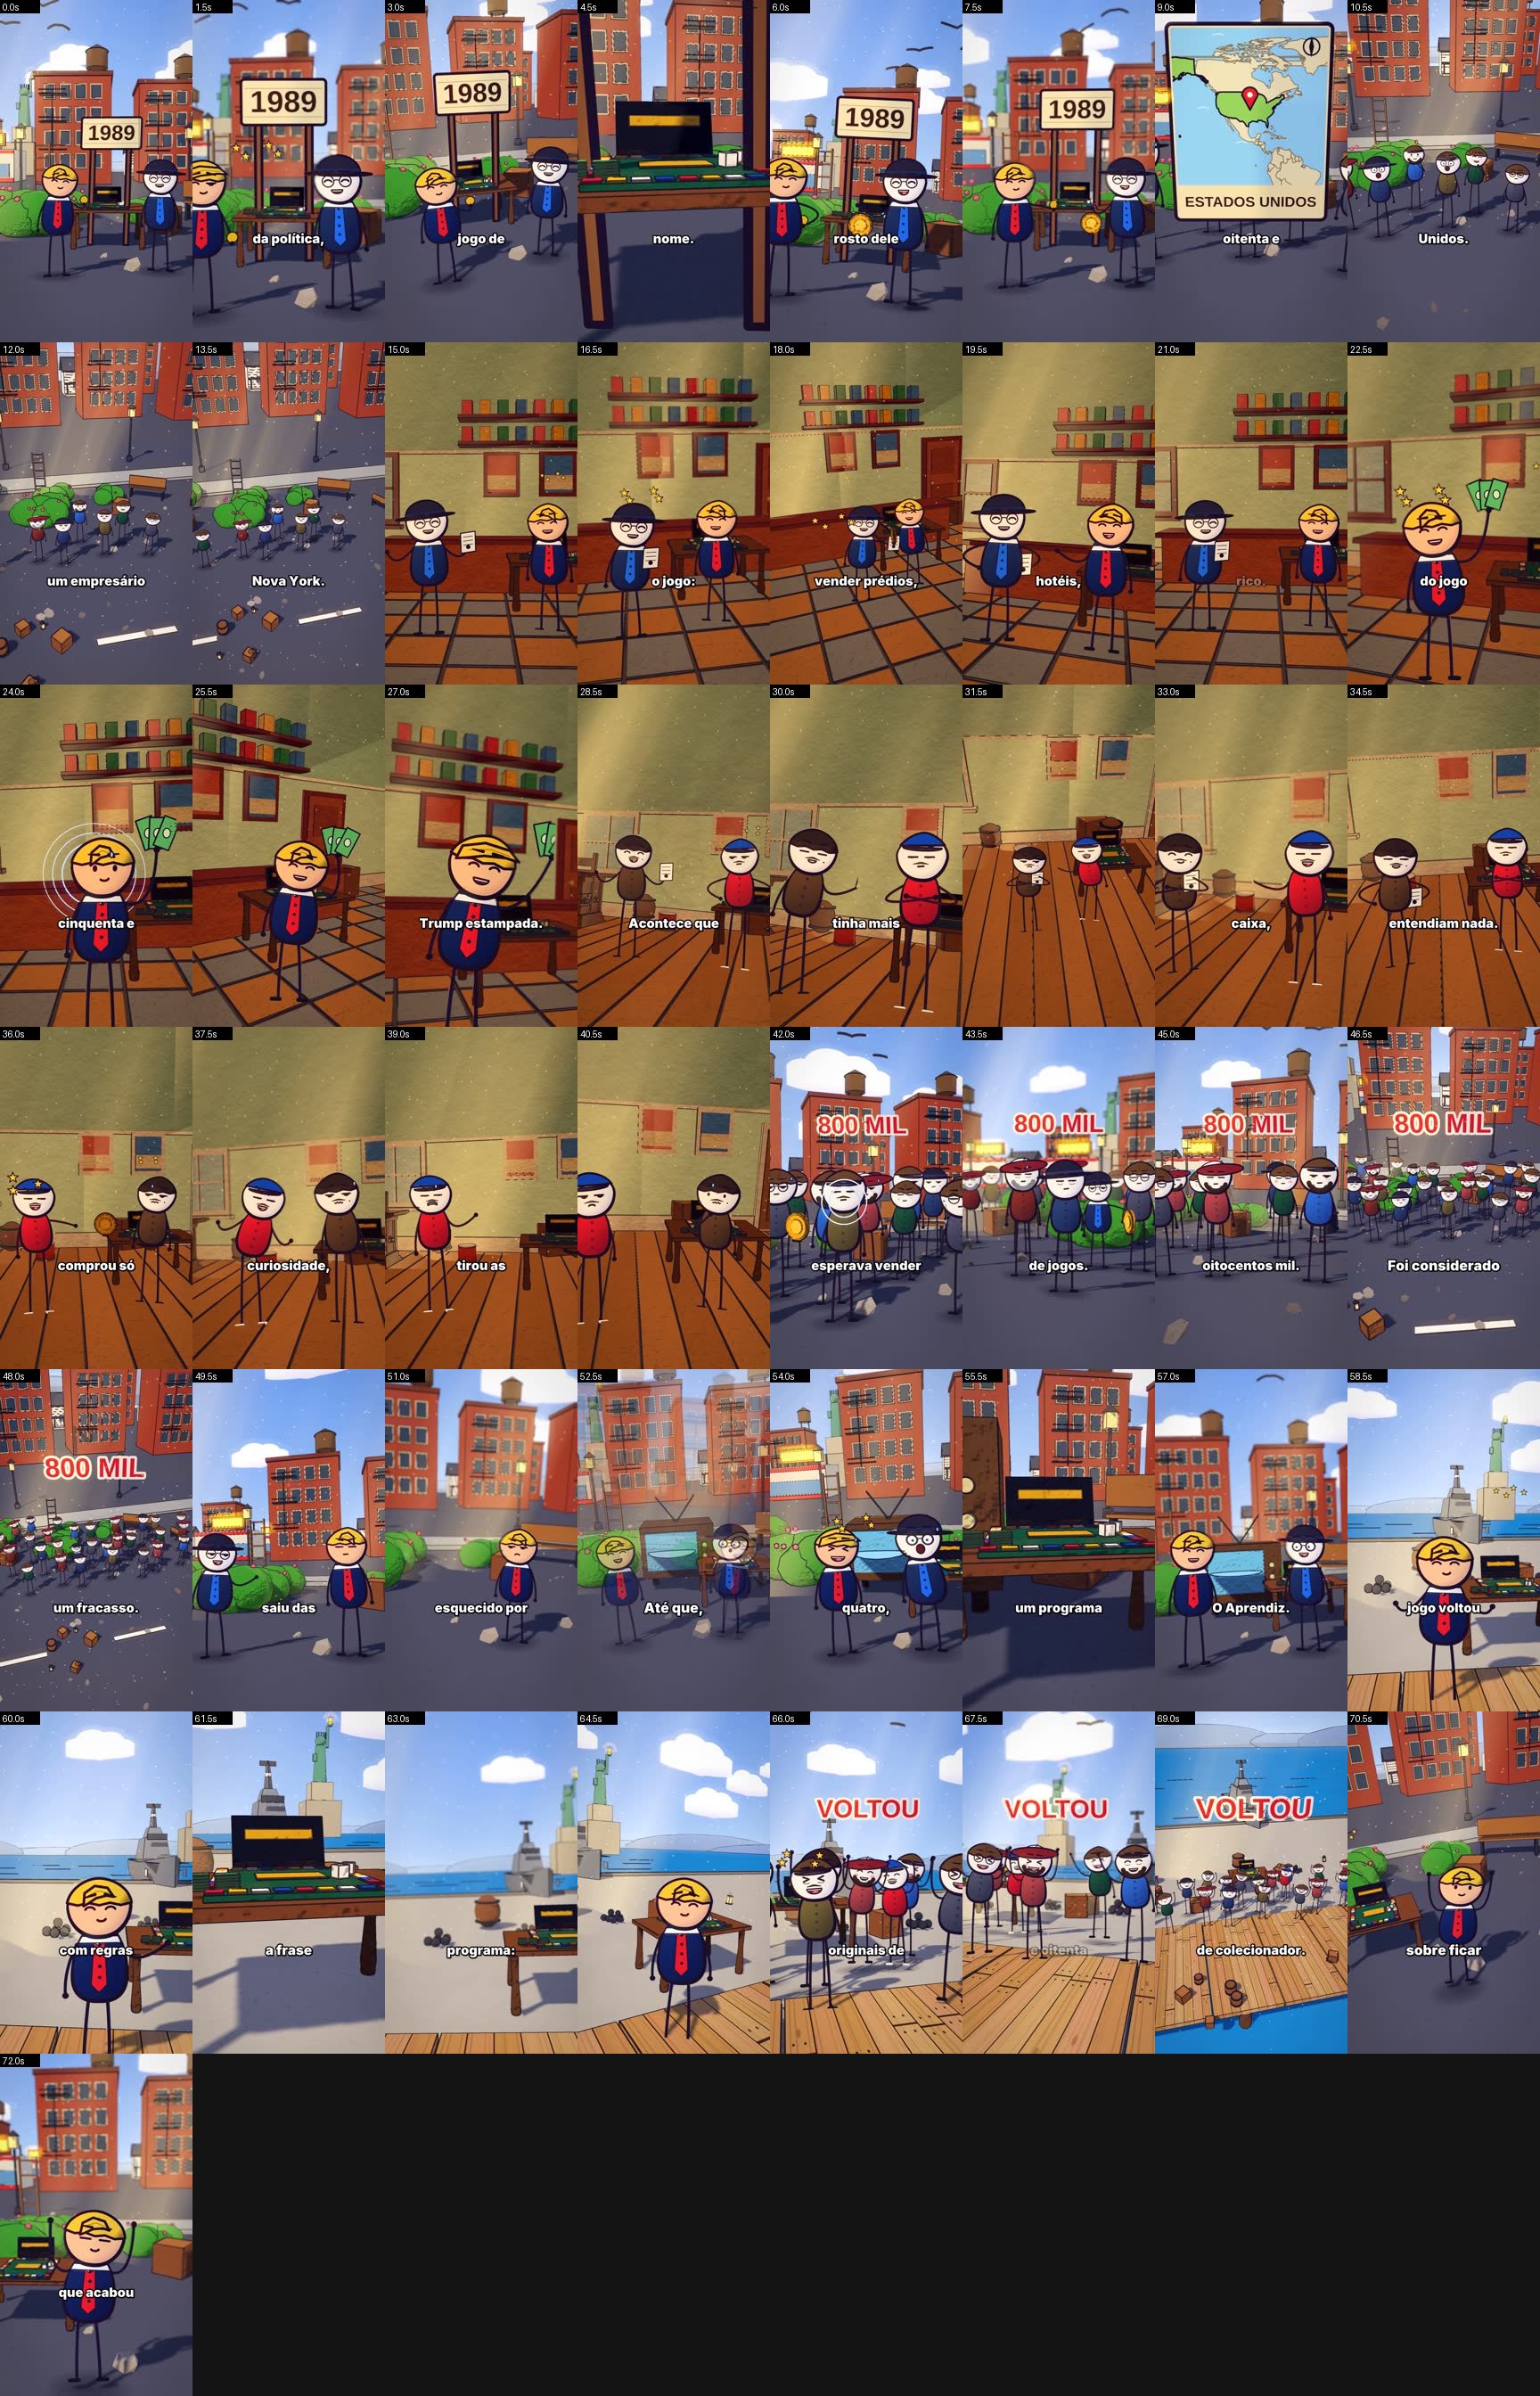 0.0s
1989
1.5s
1989
da política,
3.0s
1989
jogo de
4.5s
nome.
6.0s
1989
rosto dele
7.5s
1989
9.0s
ESTADOS UNIDOS
oitenta e
10.5s
Unidos.
12.0s
um empresário
13.5s
Nova York.
15.0s
16.5s
o jogo:
18.0s
vender prédios,
19.5s
hotéis,
21.0s
rico.
22.5s
do jogo
24.0s
cinquenta e
25.5s
27.0s
Trump estampada.
28.5s
Acontece que
30.0s
tinha mais
31.5s
33.0s
caixa,
34.5s
entendiam nada.
36.0s
comprou só
37.5s
curiosidade,
39.0s
tirou as
40.5s
42.0s
800 MIL
esperava vender
43.5s
800 MIL
de jogos.
45.0s
800 MIL
oitocentos mil.
46.5s
800 MIL
Foi considerado
48.0s
800 MIL
um fracasso.
49.5s
saiu das
51.0s
esquecido por
52.5s
Até que,
54.0s
quatro,
55.5s
um programa
57.0s
O Aprendiz.
58.5s
jogo voltou
60.0s
com regras
61.5s
a frase
63.0s
programa:
64.5s
66.0s
VOLTOU
originais de
67.5s
VOLTOU
e oitenta
69.0s
VOLTOU
de colecionador.
70.5s
sobre ficar
72.0s
que acabou